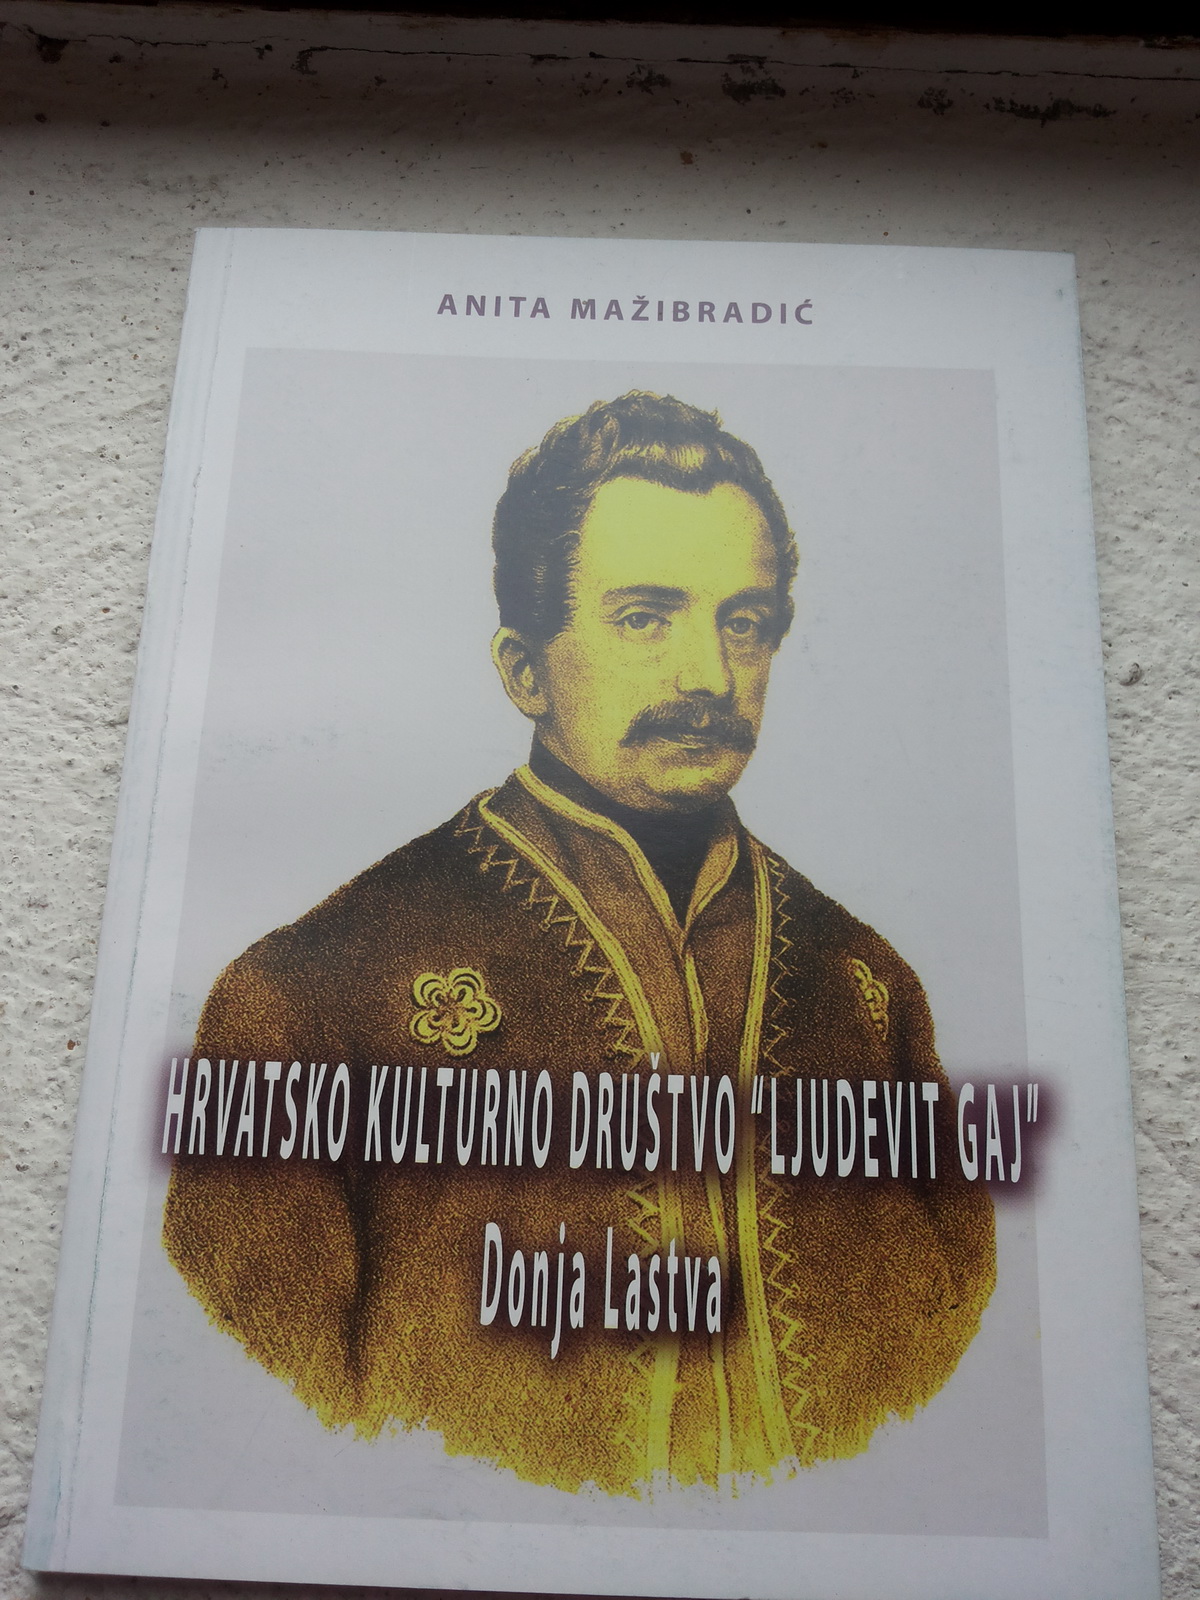 ANITA MAŽIBRADIĆ
HRVATSKO KULTURNO DRUŠTVO "LJUDEVIT GAJ"
Donja Lastva